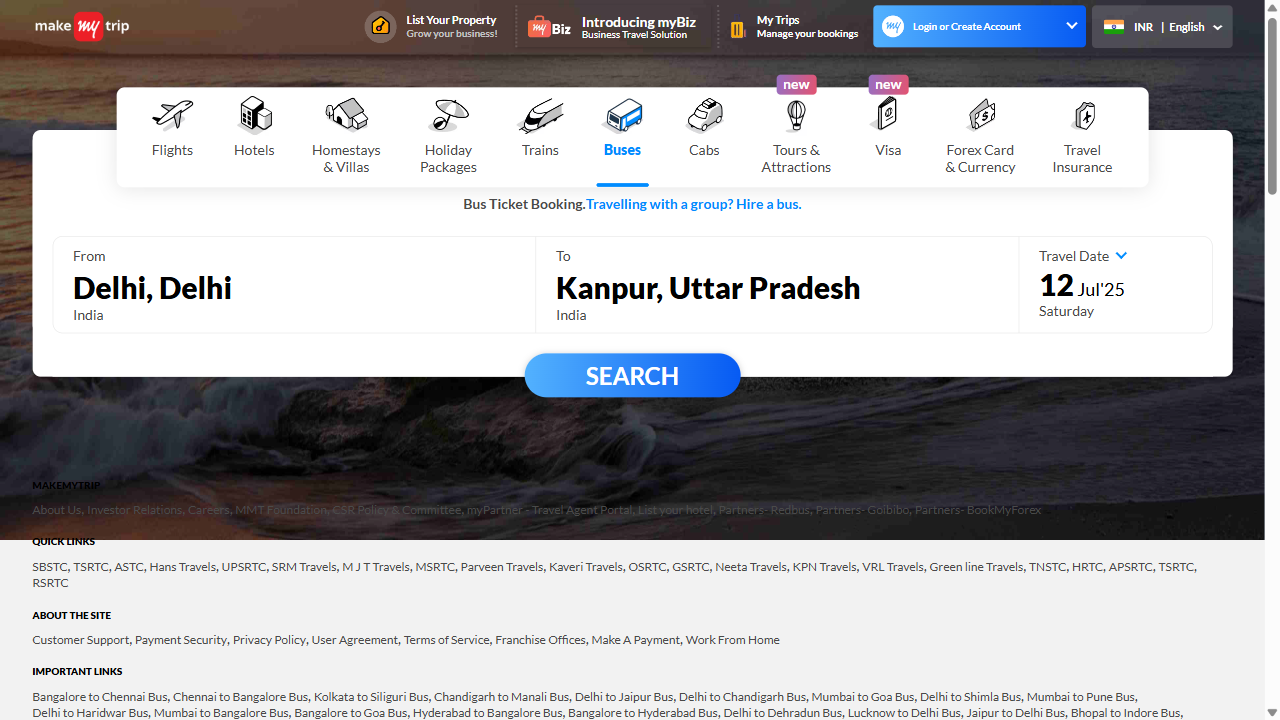 make my trip
List Your Property
Grow your business!
my Biz
Introducing myBiz
Business Travel Solution
My Trips
Manage your bookings
my
Login or Create Account
INR | English
new
new
Flights
Hotels
Homestays
& Villas
Holiday
Packages
Trains
Buses
Cabs
Tours &
Attractions
Visa
Forex Card
& Currency
Travel
Insurance
Bus Ticket Booking.Travelling with a group? Hire a bus.
From
Delhi, Delhi
India
To
Kanpur, Uttar Pradesh
India
Travel Date
12 Jul'25
Saturday
SEARCH
MAKEMYTRIP
About Us, Investor Relations, Careers, MMT Foundation, CSR Policy & Committee, myPartner - Travel Agent Portal, List your hotel, Partners- Redbus, Partners- Goibibo, Partners- BookMyForex
QUICK LINKS
SBSTC, TSRTC, ASTC, Hans Travels, UPSRTC, SRM Travels, M J T Travels, MSRTC, Parveen Travels, Kaveri Travels, OSRTC, GSRTC, Neeta Travels, KPN Travels, VRL Travels, Green line Travels, TNSTC, HRTC, APSRTC, TSRTC,
RSRTC
ABOUT THE SITE
Customer Support, Payment Security, Privacy Policy, User Agreement, Terms of Service, Franchise Offices, Make A Payment, Work From Home
IMPORTANT LINKS
Bangalore to Chennai Bus, Chennai to Bangalore Bus, Kolkata to Siliguri Bus, Chandigarh to Manali Bus, Delhi to Jaipur Bus, Delhi to Chandigarh Bus, Mumbai to Goa Bus, Delhi to Shimla Bus, Mumbai to Pune Bus,
Delhi to Haridwar Bus, Mumbai to Bangalore Bus, Bangalore to Goa Bus, Hyderabad to Bangalore Bus, Bangalore to Hyderabad Bus, Delhi to Dehradun Bus, Lucknow to Delhi Bus, Jaipur to Delhi Bus, Bhopal to Indore Bus,